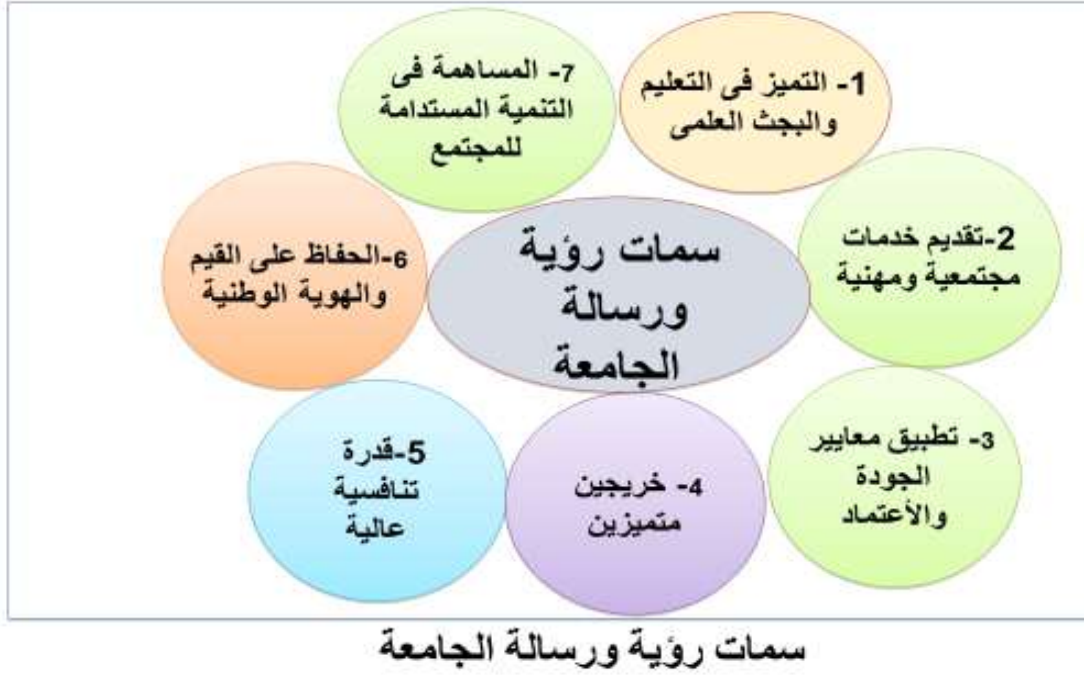 سمات رؤية
ورسالة
الجامعة
1- التميز فى التعليم
والبجث العلمى
2-تقديم خدمات
مجتمعية ومهنية
3- تطبيق معايير
الجودة
والأعتماد
4- خريجين
متميزين
5-قدرة
تنافسية
عالية
6-الحفاظ على القيم
والهوية الوطنية
7- المساهمة فى
التنمية المستدامة
للمجتمع
سمات رؤية ورسالة الجامعة